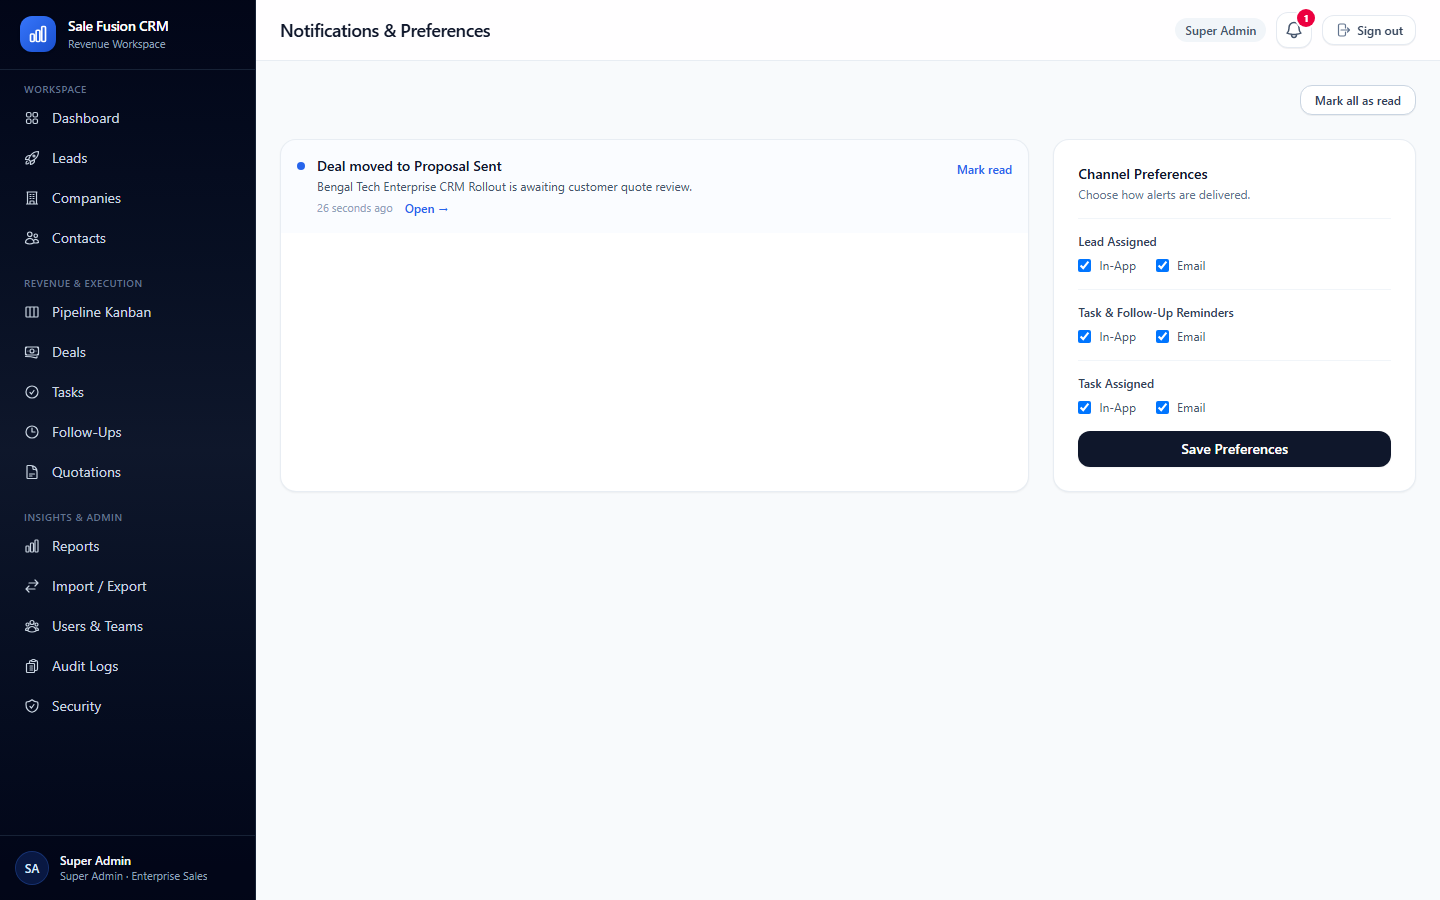 Sale Fusion CRM
Revenue Workspace
WORKSPACE
Dashboard
Leads
Companies
Contacts
REVENUE & EXECUTION
Pipeline Kanban
Deals
Tasks
Follow-Ups
Quotations
INSIGHTS & ADMIN
Reports
Import / Export
Users & Teams
Audit Logs
Security
SA
Super Admin
Super Admin · Enterprise Sales
Notifications & Preferences
Super Admin
1
Sign out
Mark all as read
Deal moved to Proposal Sent
Mark read
Bengal Tech Enterprise CRM Rollout is awaiting customer quote review.
26 seconds ago Open →
Channel Preferences
Choose how alerts are delivered.
Lead Assigned
In-App Email
Task & Follow-Up Reminders
In-App Email
Task Assigned
In-App Email
Save Preferences